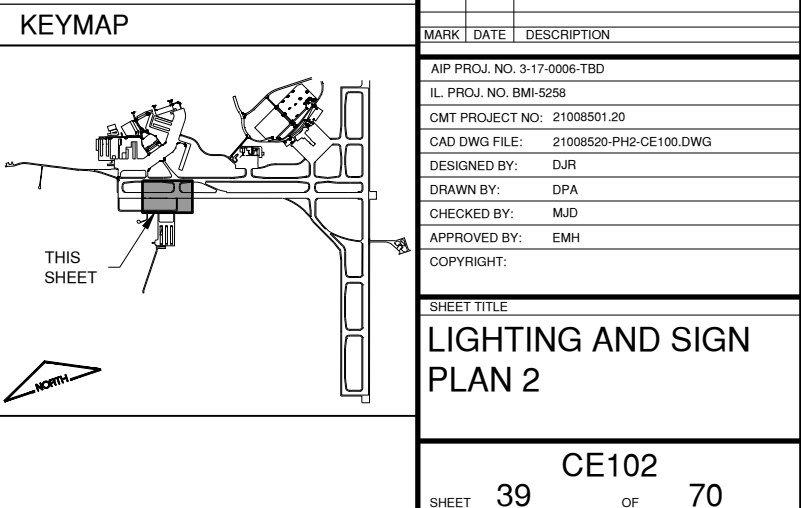 KEYMAP
THIS
SHEET
NORTH
MARK DATE DESCRIPTION
AIP PROJ. NO. 3-17-0006-TBD
IL. PROJ. NO. BMI-5258
CMT PROJECT NO: 21008501.20
CAD DWG FILE: 21008520-PH2-CE100.DWG
DESIGNED BY: DJR
DRAWN BY: DPA
CHECKED BY: MJD
APPROVED BY: EMH
COPYRIGHT:
SHEET TITLE
LIGHTING AND SIGN
PLAN 2
CE102
SHEET 39 OF 70